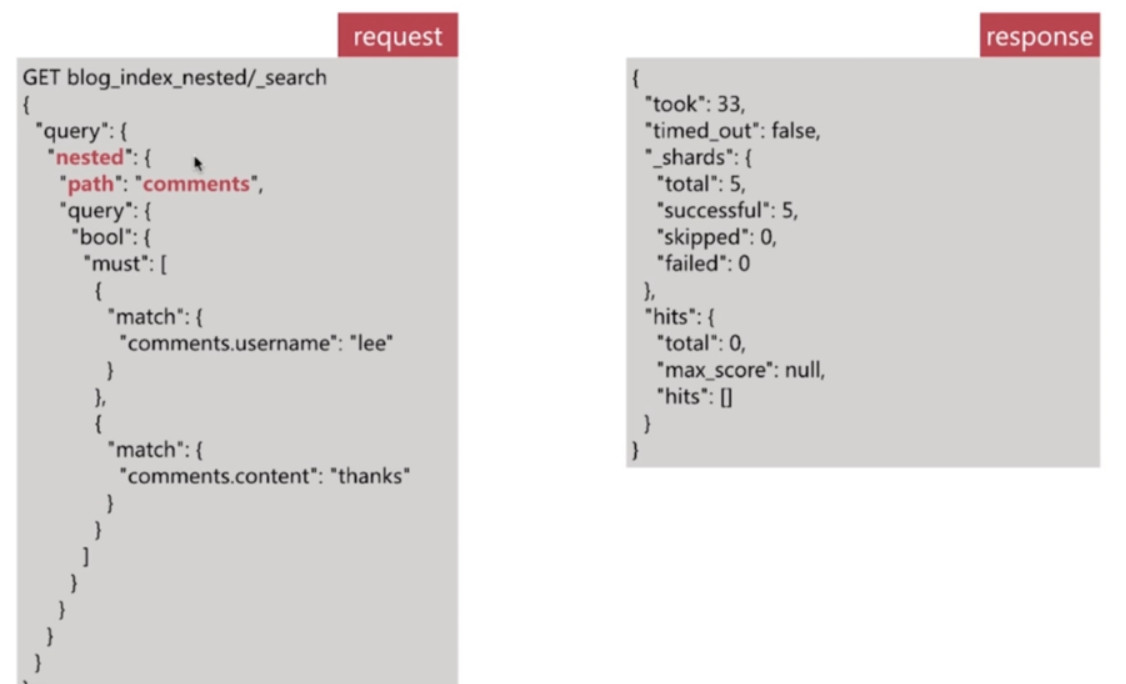 request
GET blog_index_nested/_search
{
"query": {
"nested": {
"path": "comments",
"query": {
"bool": {
"must": [
{
"match": {
"comments.username": "lee"
}
},
{
"match": {
"comments.content": "thanks"
}
}
]
}
}
}
}
response
{
"took": 33,
"timed_out": false,
"_shards": {
"total": 5,
"successful": 5,
"skipped": 0,
"failed": 0
},
"hits": {
"total": 0,
"max_score": null,
"hits": []
}
}